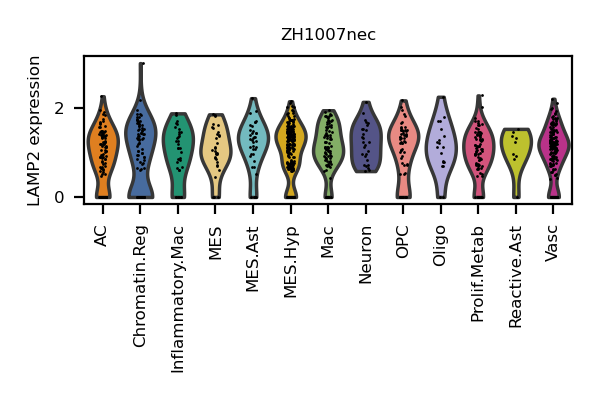 ZH1007nec
LAMP2 expression
2
0
AC
Chromatin.Reg
Inflammatory.Mac
MES
MES.Ast
MES.Hyp
Mac
Neuron
OPC
Oligo
Prolif.Metab
Reactive.Ast
Vasc